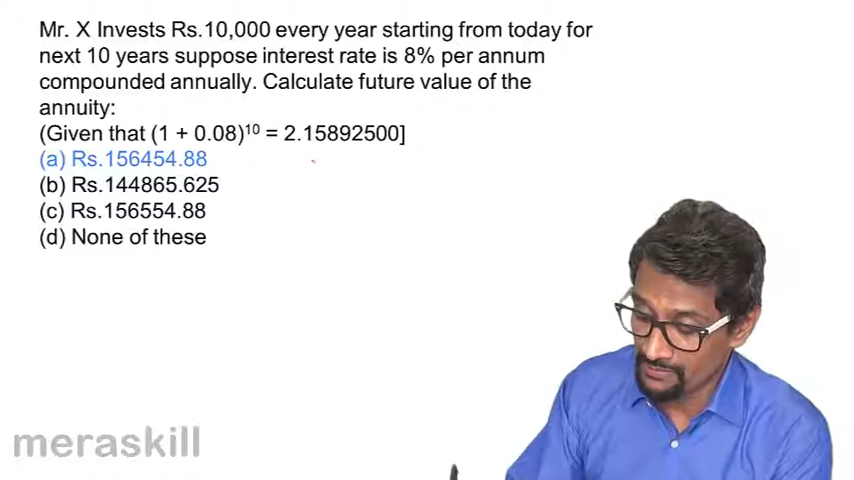 Mr. X Invests Rs.10,000 every year starting from today for
next 10 years suppose interest rate is 8% per annum
compounded annually. Calculate future value of the
annuity:
(Given that (1 + 0.08)¹⁰ = 2.15892500]
(a) Rs.156454.88
(b) Rs.144865.625
(c) Rs.156554.88
(d) None of these
meraskill